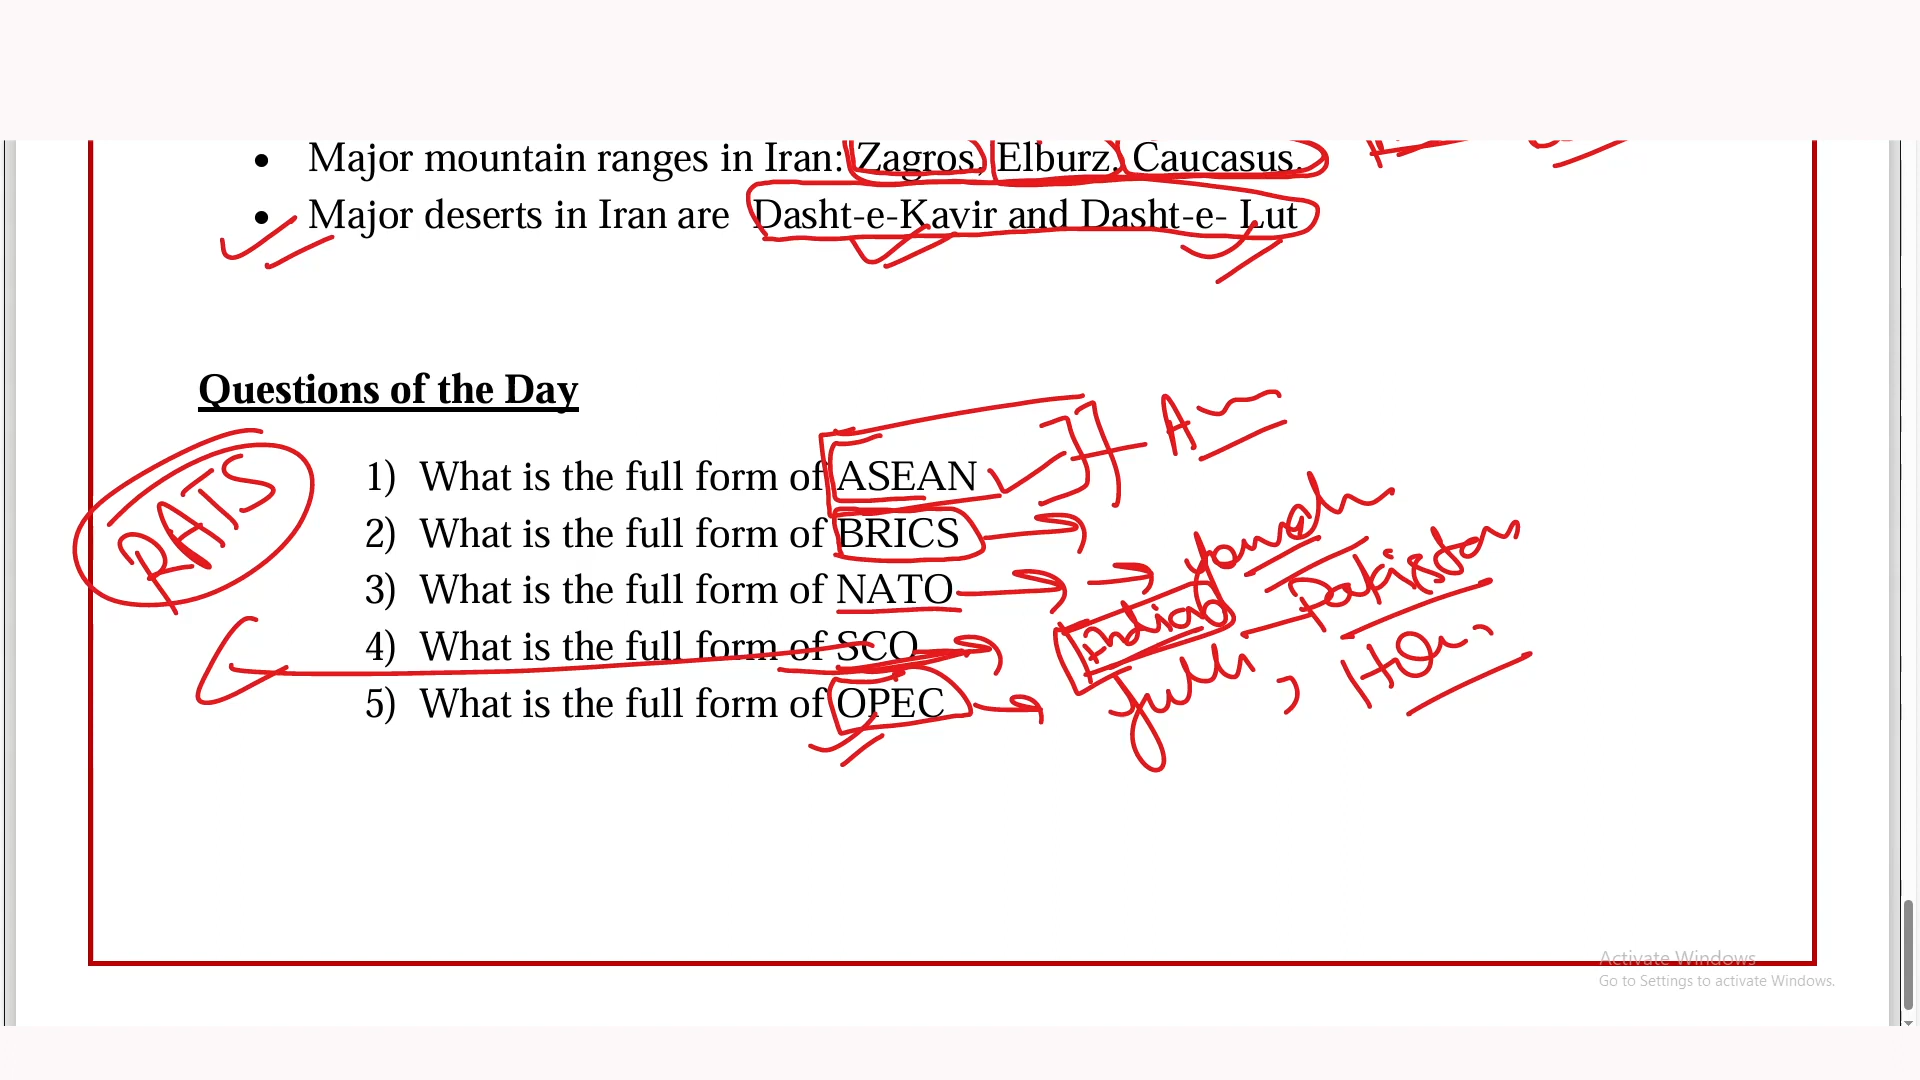 • Major mountain ranges in Iran: Zagros, Elburz, Caucasus.
• Major deserts in Iran are Dasht-e-Kavir and Dasht-e- Lut
Questions of the Day
RATS
1) What is the full form of ASEAN
2) What is the full form of BRICS
3) What is the full form of NATO
4) What is the full form of SCO
5) What is the full form of OPEC
Pakistan
Activate Windows
Go to Settings to activate Windows.